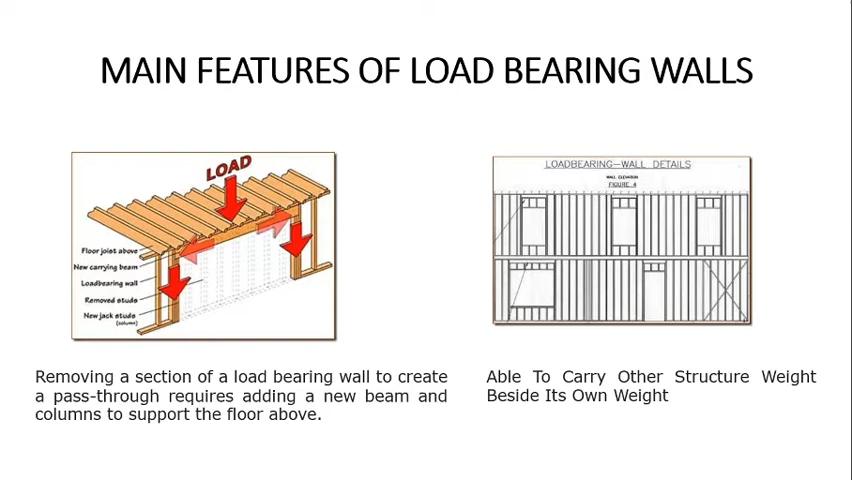 MAIN FEATURES OF LOAD BEARING WALLS
LOAD
Floor joist above
New carrying beam
Loadbearing wall
Removed studs
New jack studs
(column)
LOADBEARING—WALL DETAILS
WALL ELEVATION
FIGURE 4
Removing a section of a load bearing wall to create
a pass-through requires adding a new beam and
columns to support the floor above.
Able To Carry Other Structure Weight
Beside Its Own Weight